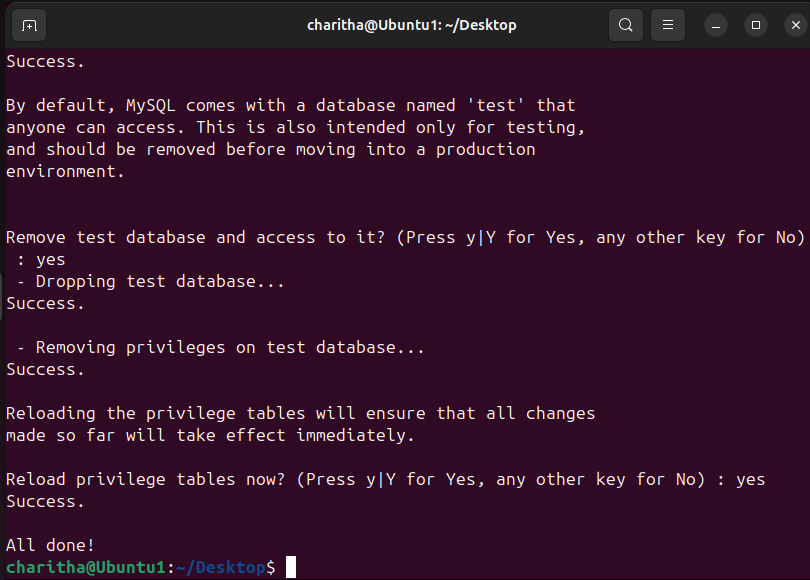 charitha@Ubuntu1: ~/Desktop
Success.
By default, MySQL comes with a database named 'test' that
anyone can access. This is also intended only for testing,
and should be removed before moving into a production
environment.
Remove test database and access to it? (Press y|Y for Yes, any other key for No)
 : yes
 - Dropping test database...
Success.
 - Removing privileges on test database...
Success.
Reloading the privilege tables will ensure that all changes
made so far will take effect immediately.
Reload privilege tables now? (Press y|Y for Yes, any other key for No) : yes
Success.
All done!
charitha@Ubuntu1:~/Desktop$